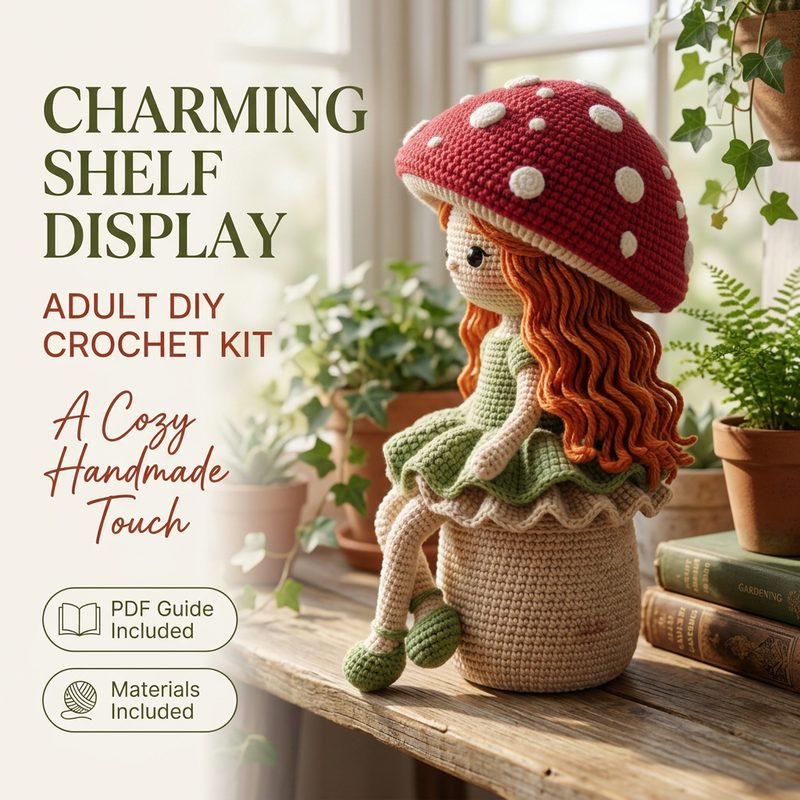 CHARMING
SHELF
DISPLAY
ADULT DIY
CROCHET KIT
A Cozy
Handmade
Touch
PDF Guide
Included
Materials
Included
GARDENING